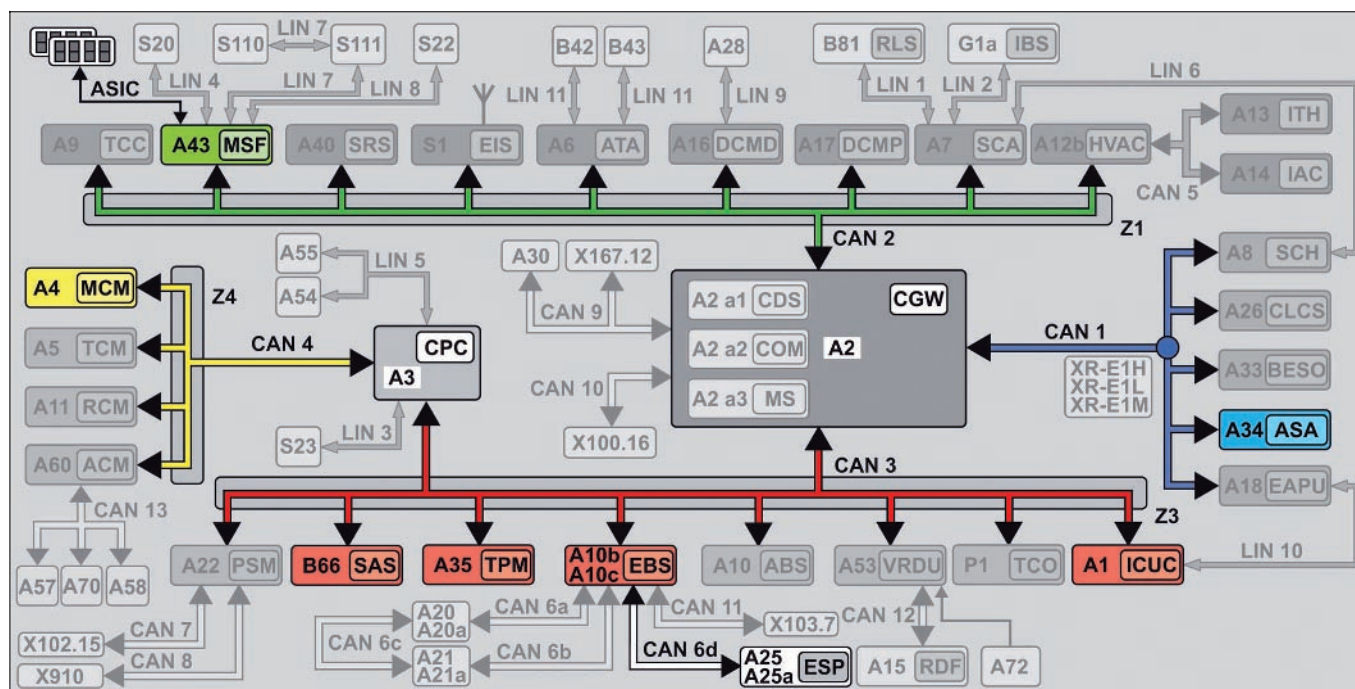 LIN 7
S20
S110
S111
S22
B42
B43
A28
B81 RLS
G1a IBS
ASIC
LIN 4
LIN 7
LIN 8
LIN 11
LIN 11
LIN 9
LIN 1
LIN 2
LIN 6
A9 TCC
A43 MSF
A40 SRS
S1 EIS
A6 ATA
A16 DCMD
A17 DCMP
A7 SCA
A12b HVAC
A13 ITH
A14 IAC
CAN 5
Z1
CAN 2
A55
A54
LIN 5
A30
X167.12
CAN 9
A8 SCH
A4 MCM
Z4
A5 TCM
CAN 4
A11 RCM
A60 ACM
CPC
A3
CAN 10
X100.16
S23
LIN 3
A2 a1 CDS
A2 a2 COM
A2 a3 MS
CGW
A2
CAN 1
XR-E1H
XR-E1L
XR-E1M
A26 CLCS
A33 BESO
A34 ASA
A18 EAPU
CAN 3
Z3
CAN 13
A57
A70
A58
A22 PSM
B66 SAS
A35 TPM
A10b
A10c
EBS
A10 ABS
A53 VRDU
P1 TCO
A1 ICUC
LIN 10
X102.15
CAN 7
X910
CAN 8
CAN 6c
A20
A20a
CAN 6a
A21
A21a
CAN 6b
CAN 11
X103.7
CAN 6d
A25
A25a
ESP
CAN 12
A15 RDF
A72